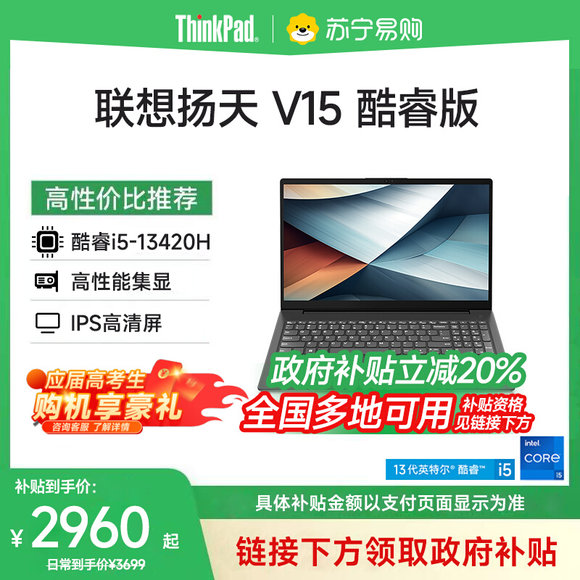 ThinkPad
苏宁易购
联想扬天 V15 酷睿版
高性价比推荐
酷睿i5-13420H
高性能集显
IPS高清屏
应届高考生
购机享豪礼
咨询客服 了解详情
政府补贴立减20%
全国多地可用
补贴资格
见链接下方
13代英特尔® 酷睿™ i5
intel
CORE
i5
补贴到手价：
¥2960起
日常到手价¥3699
具体补贴金额以支付页面显示为准
链接下方领取政府补贴